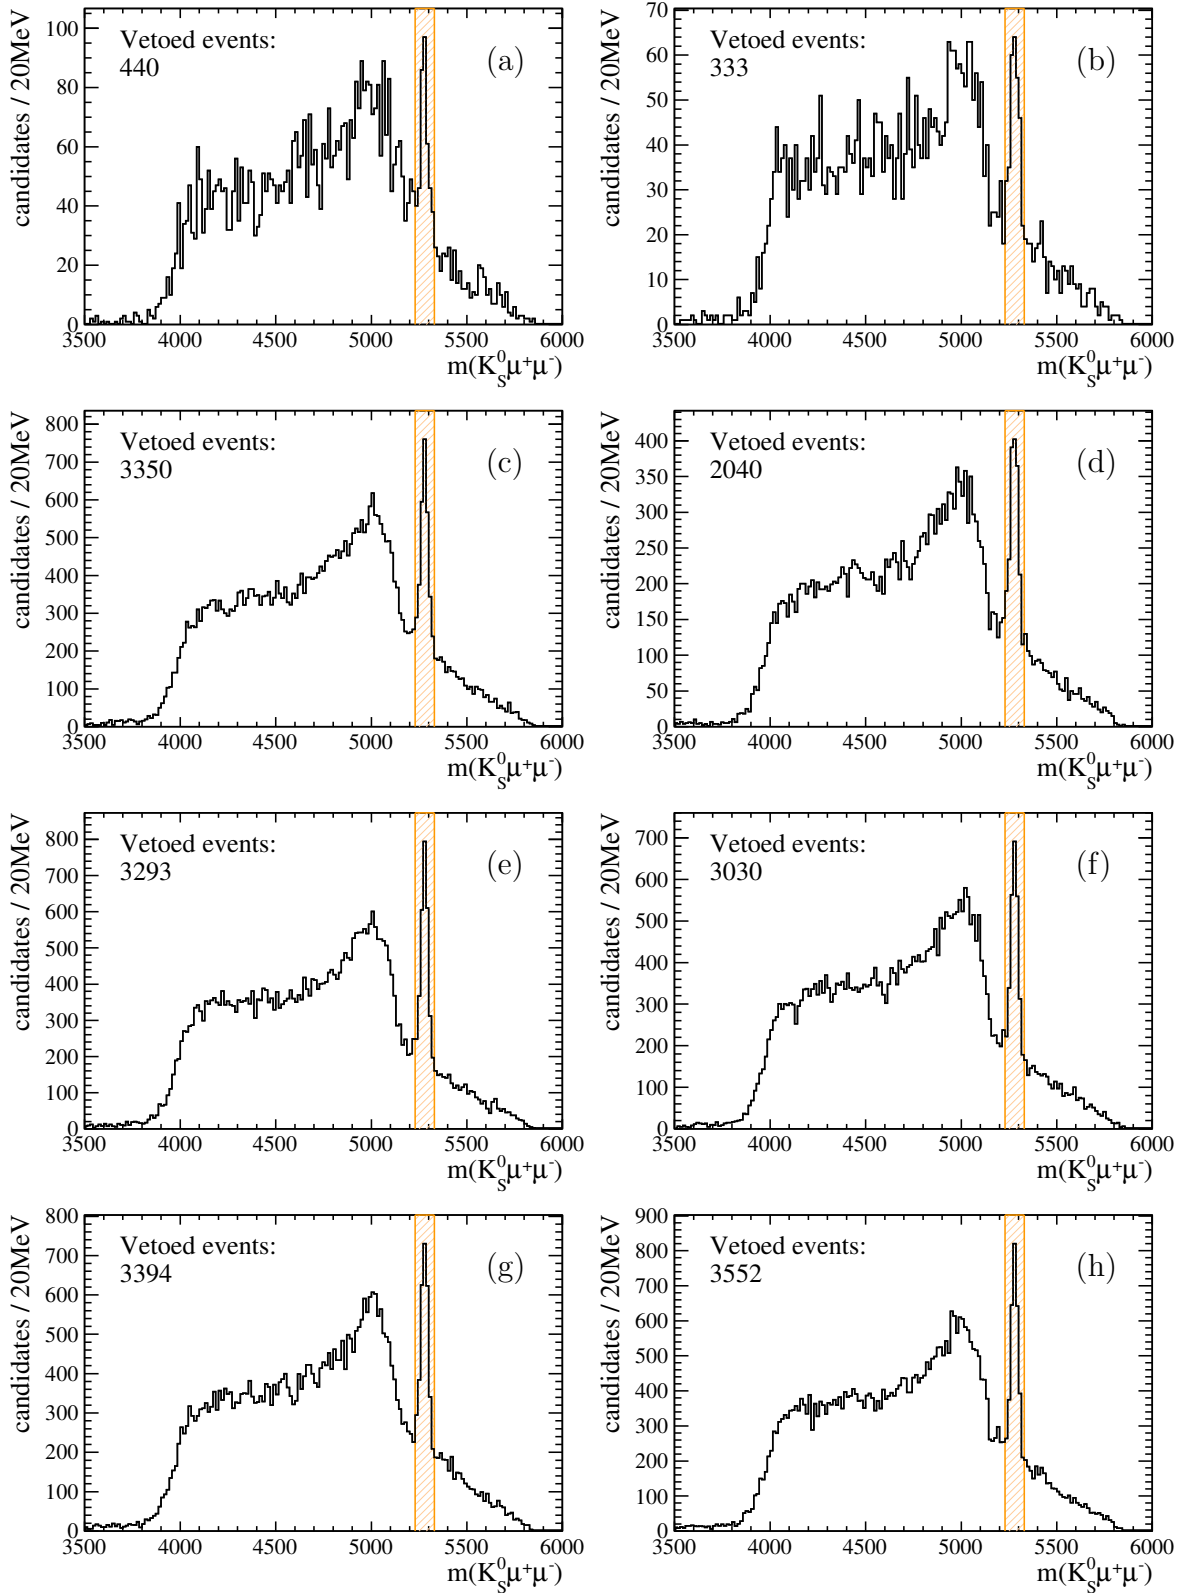 candidates / 20MeV
100
80
60
40
20
0
Vetoed events:
440
(a)
3500 4000 4500 5000 5500 6000
m(K⁰_Sμ⁺μ⁻)
candidates / 20MeV
70
60
50
40
30
20
10
0
Vetoed events:
333
(b)
3500 4000 4500 5000 5500 6000
m(K⁰_Sμ⁺μ⁻)
candidates / 20MeV
800
700
600
500
400
300
200
100
0
Vetoed events:
3350
(c)
3500 4000 4500 5000 5500 6000
m(K⁰_Sμ⁺μ⁻)
candidates / 20MeV
400
350
300
250
200
150
100
50
0
Vetoed events:
2040
(d)
3500 4000 4500 5000 5500 6000
m(K⁰_Sμ⁺μ⁻)
candidates / 20MeV
800
700
600
500
400
300
200
100
0
Vetoed events:
3293
(e)
3500 4000 4500 5000 5500 6000
m(K⁰_Sμ⁺μ⁻)
candidates / 20MeV
700
600
500
400
300
200
100
0
Vetoed events:
3030
(f)
3500 4000 4500 5000 5500 6000
m(K⁰_Sμ⁺μ⁻)
candidates / 20MeV
800
700
600
500
400
300
200
100
0
Vetoed events:
3394
(g)
3500 4000 4500 5000 5500 6000
m(K⁰_Sμ⁺μ⁻)
candidates / 20MeV
900
800
700
600
500
400
300
200
100
0
Vetoed events:
3552
(h)
3500 4000 4500 5000 5500 6000
m(K⁰_Sμ⁺μ⁻)